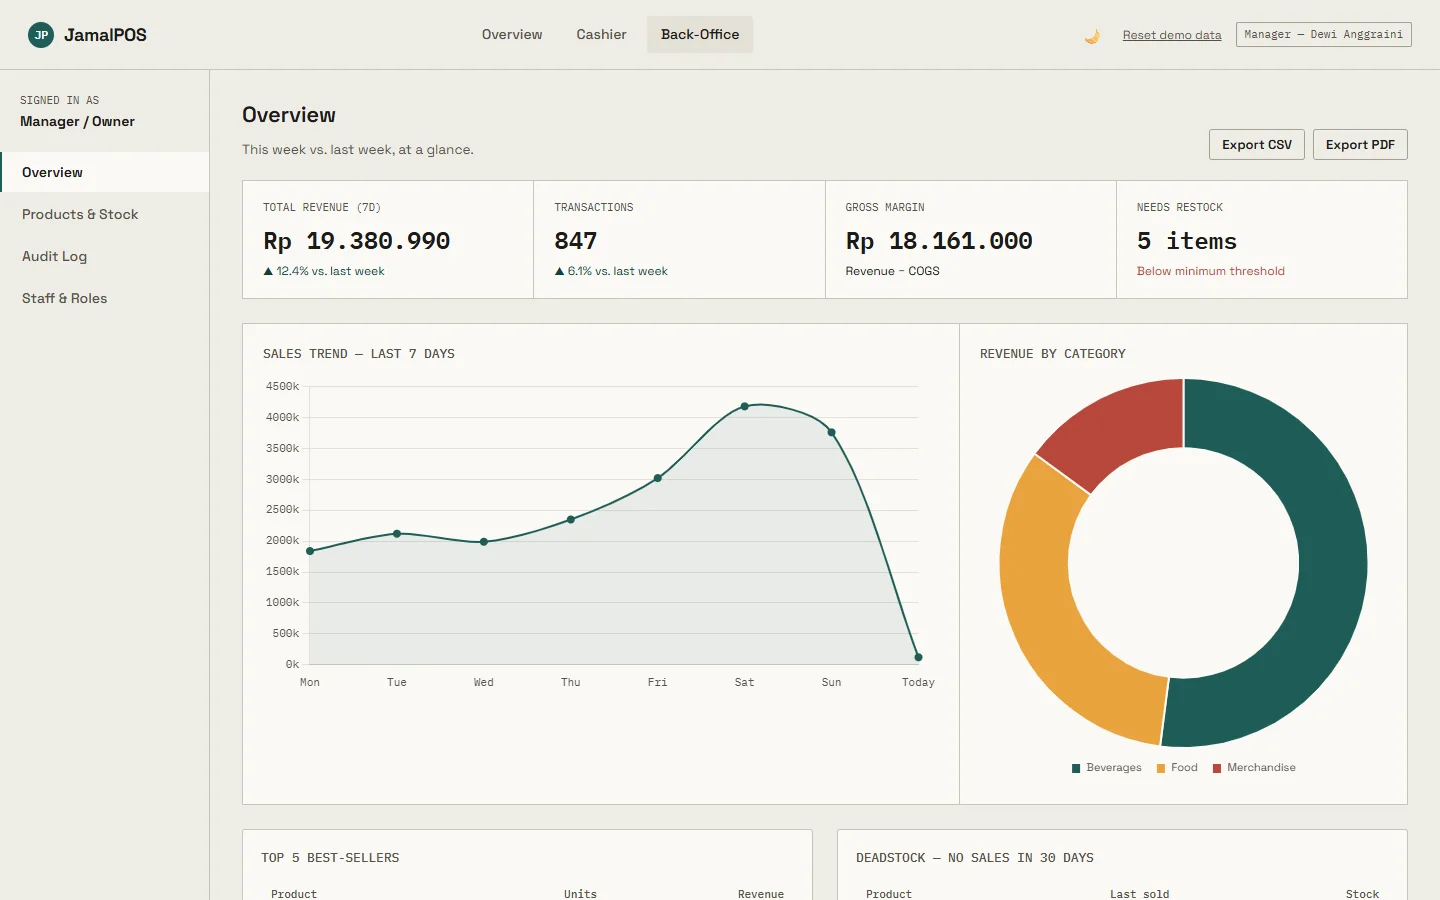 JP JamalPOS
Overview Cashier Back-Office
Reset demo data
Manager — Dewi Anggraini
SIGNED IN AS
Manager / Owner
Overview
Products & Stock
Audit Log
Staff & Roles
Overview
This week vs. last week, at a glance.
Export CSV Export PDF
TOTAL REVENUE (7D)
Rp 19.380.990
▲ 12.4% vs. last week
TRANSACTIONS
847
▲ 6.1% vs. last week
GROSS MARGIN
Rp 18.161.000
Revenue − COGS
NEEDS RESTOCK
5 items
Below minimum threshold
SALES TREND — LAST 7 DAYS
4500k
4000k
3500k
3000k
2500k
2000k
1500k
1000k
500k
0k
Mon Tue Wed Thu Fri Sat Sun Today
REVENUE BY CATEGORY
Beverages Food Merchandise
TOP 5 BEST-SELLERS
Product Units Revenue
DEADSTOCK — NO SALES IN 30 DAYS
Product Last sold Stock